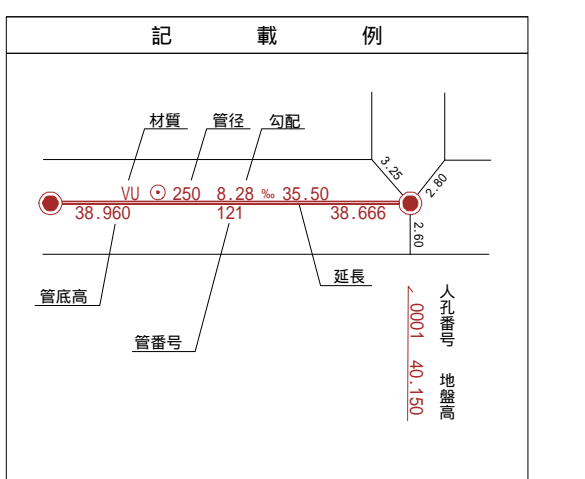 記 載 例
材質 管径 勾配
3.25
2.80
VU ⊙ 250 8.28 ‰ 35.50
38.960 121 38.666
2.60
延長
管底高
管番号
人孔番号 地盤高
0001 40.150